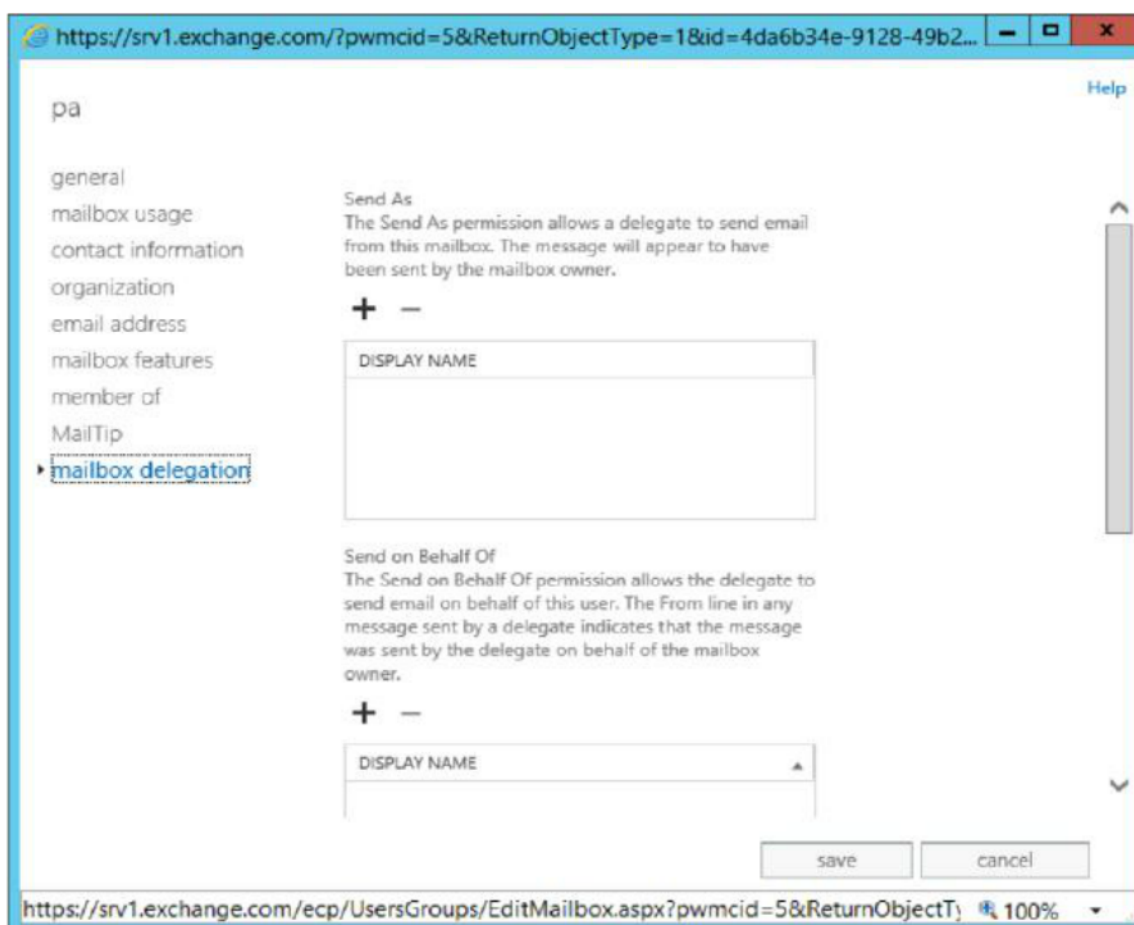 https://srv1.exchange.com/?pwmcid=5&ReturnObjectType=1&id=4da6b34e-9128-49b2...
Help
pa
general
mailbox usage
contact information
organization
email address
mailbox features
member of
MailTip
mailbox delegation
Send As
The Send As permission allows a delegate to send email
from this mailbox. The message will appear to have
been sent by the mailbox owner.
DISPLAY NAME
Send on Behalf Of
The Send on Behalf Of permission allows the delegate to
send email on behalf of this user. The From line in any
message sent by a delegate indicates that the message
was sent by the delegate on behalf of the mailbox
owner.
DISPLAY NAME
save
cancel
https://srv1.exchange.com/ecp/UsersGroups/EditMailbox.aspx?pwmcid=5&ReturnObjectTy
100%